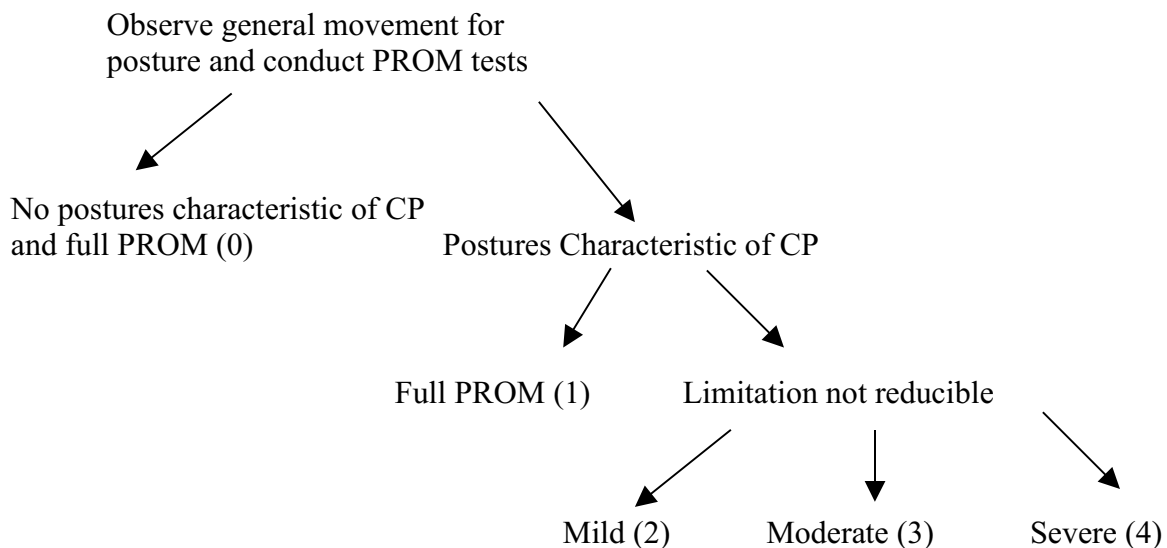 Observe general movement for
posture and conduct PROM tests
No postures characteristic of CP
and full PROM (0)
Postures Characteristic of CP
Full PROM (1)
Limitation not reducible
Mild (2)
Moderate (3)
Severe (4)